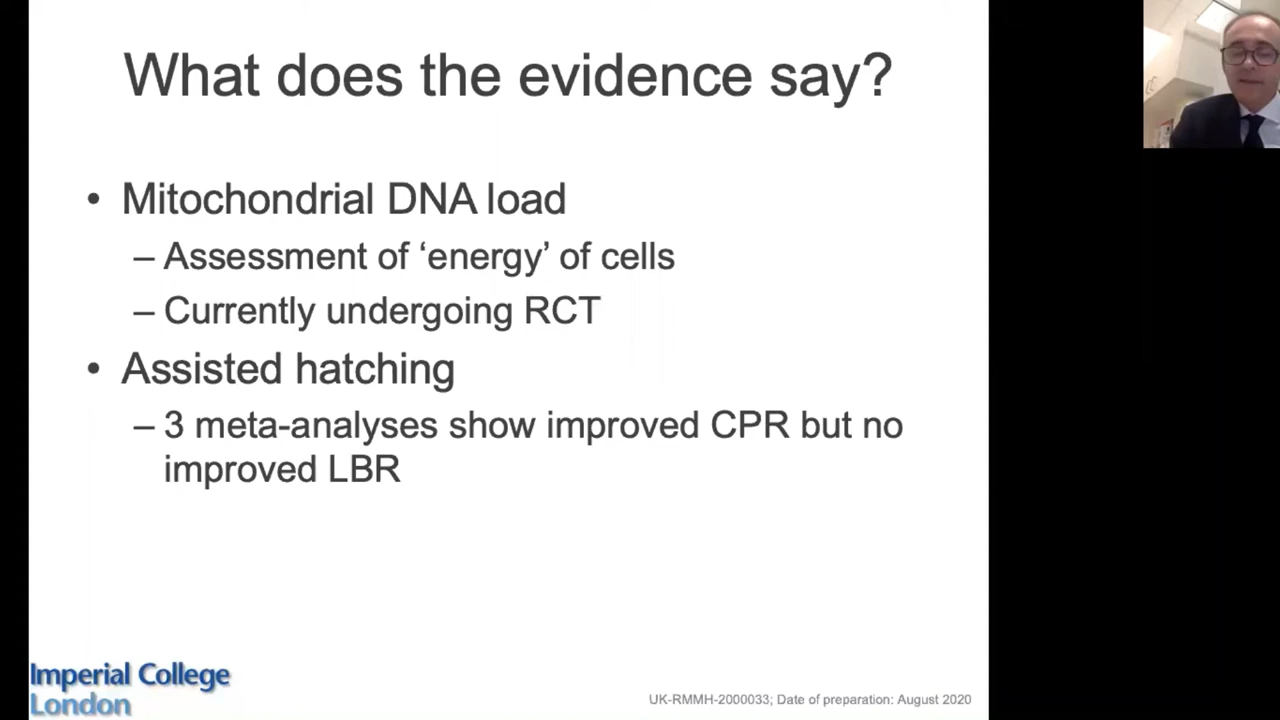 What does the evidence say?
• Mitochondrial DNA load
– Assessment of ‘energy’ of cells
– Currently undergoing RCT
• Assisted hatching
– 3 meta-analyses show improved CPR but no
improved LBR
Imperial College
London
UK-RMMH-2000033; Date of preparation: August 2020